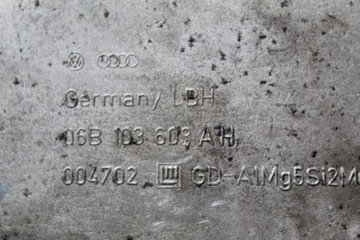 Germany LBH
06B 103 603 AH
004702 GD-AlMg5Si2M